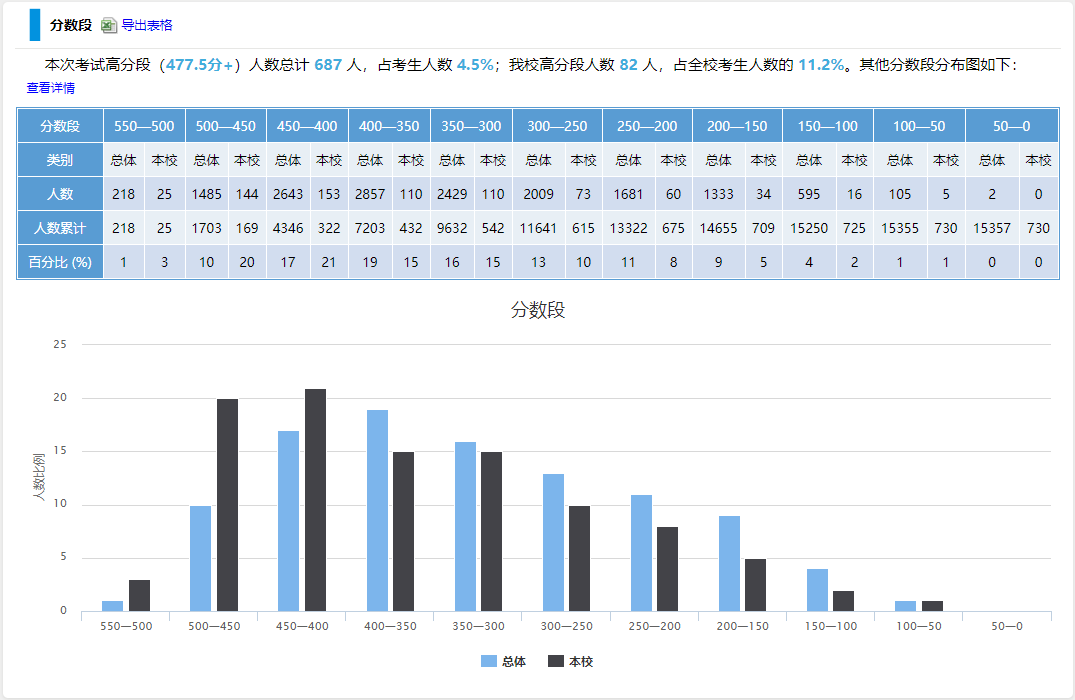 分数段 导出表格
本次考试高分段（477.5分+）人数总计 687 人，占考生人数 4.5%；我校高分段人数 82 人，占全校考生人数的 11.2%。其他分数段分布图如下：
查看详情
分数段 550—500 500—450 450—400 400—350 350—300 300—250 250—200 200—150 150—100 100—50 50—0
类别 总体 本校 总体 本校 总体 本校 总体 本校 总体 本校 总体 本校 总体 本校 总体 本校 总体 本校 总体 本校 总体 本校
人数 218 25 1485 144 2643 153 2857 110 2429 110 2009 73 1681 60 1333 34 595 16 105 5 2 0
人数累计 218 25 1703 169 4346 322 7203 432 9632 542 11641 615 13322 675 14655 709 15250 725 15355 730 15357 730
百分比 (%) 1 3 10 20 17 21 19 15 16 15 13 10 11 8 9 5 4 2 1 1 0 0
分数段
人数比例
25
20
15
10
5
0
550—500 500—450 450—400 400—350 350—300 300—250 250—200 200—150 150—100 100—50 50—0
总体 本校